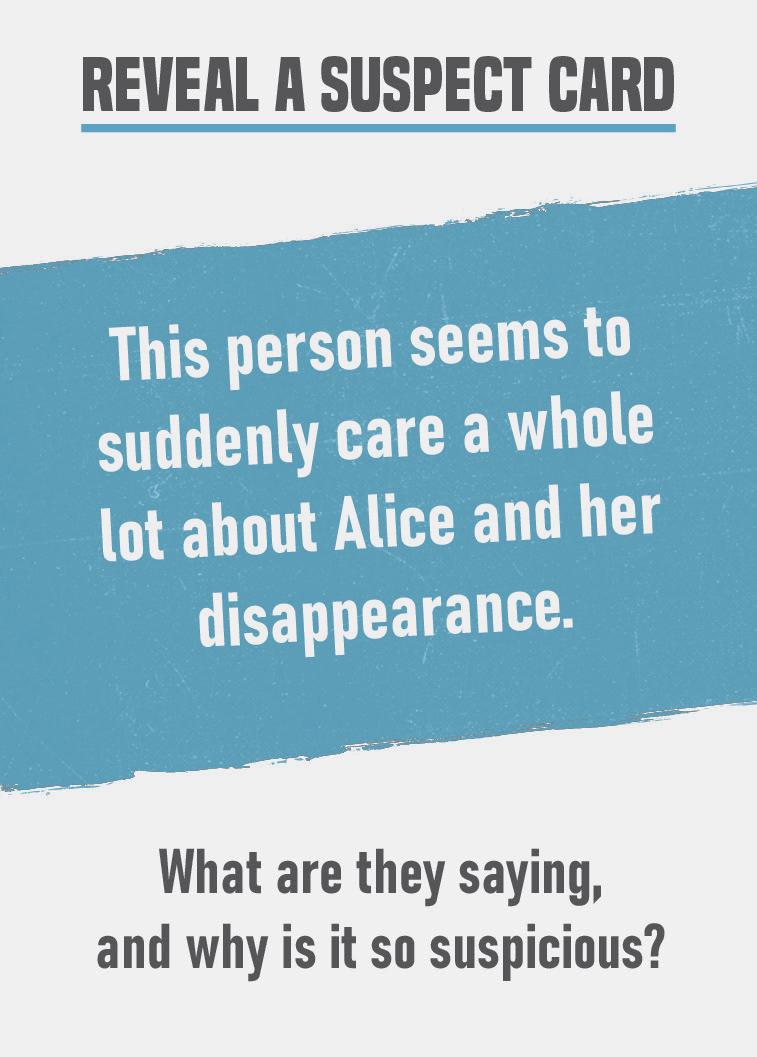 REVEAL A SUSPECT CARD
This person seems to
suddenly care a whole
lot about Alice and her
disappearance.
What are they saying,
and why is it so suspicious?